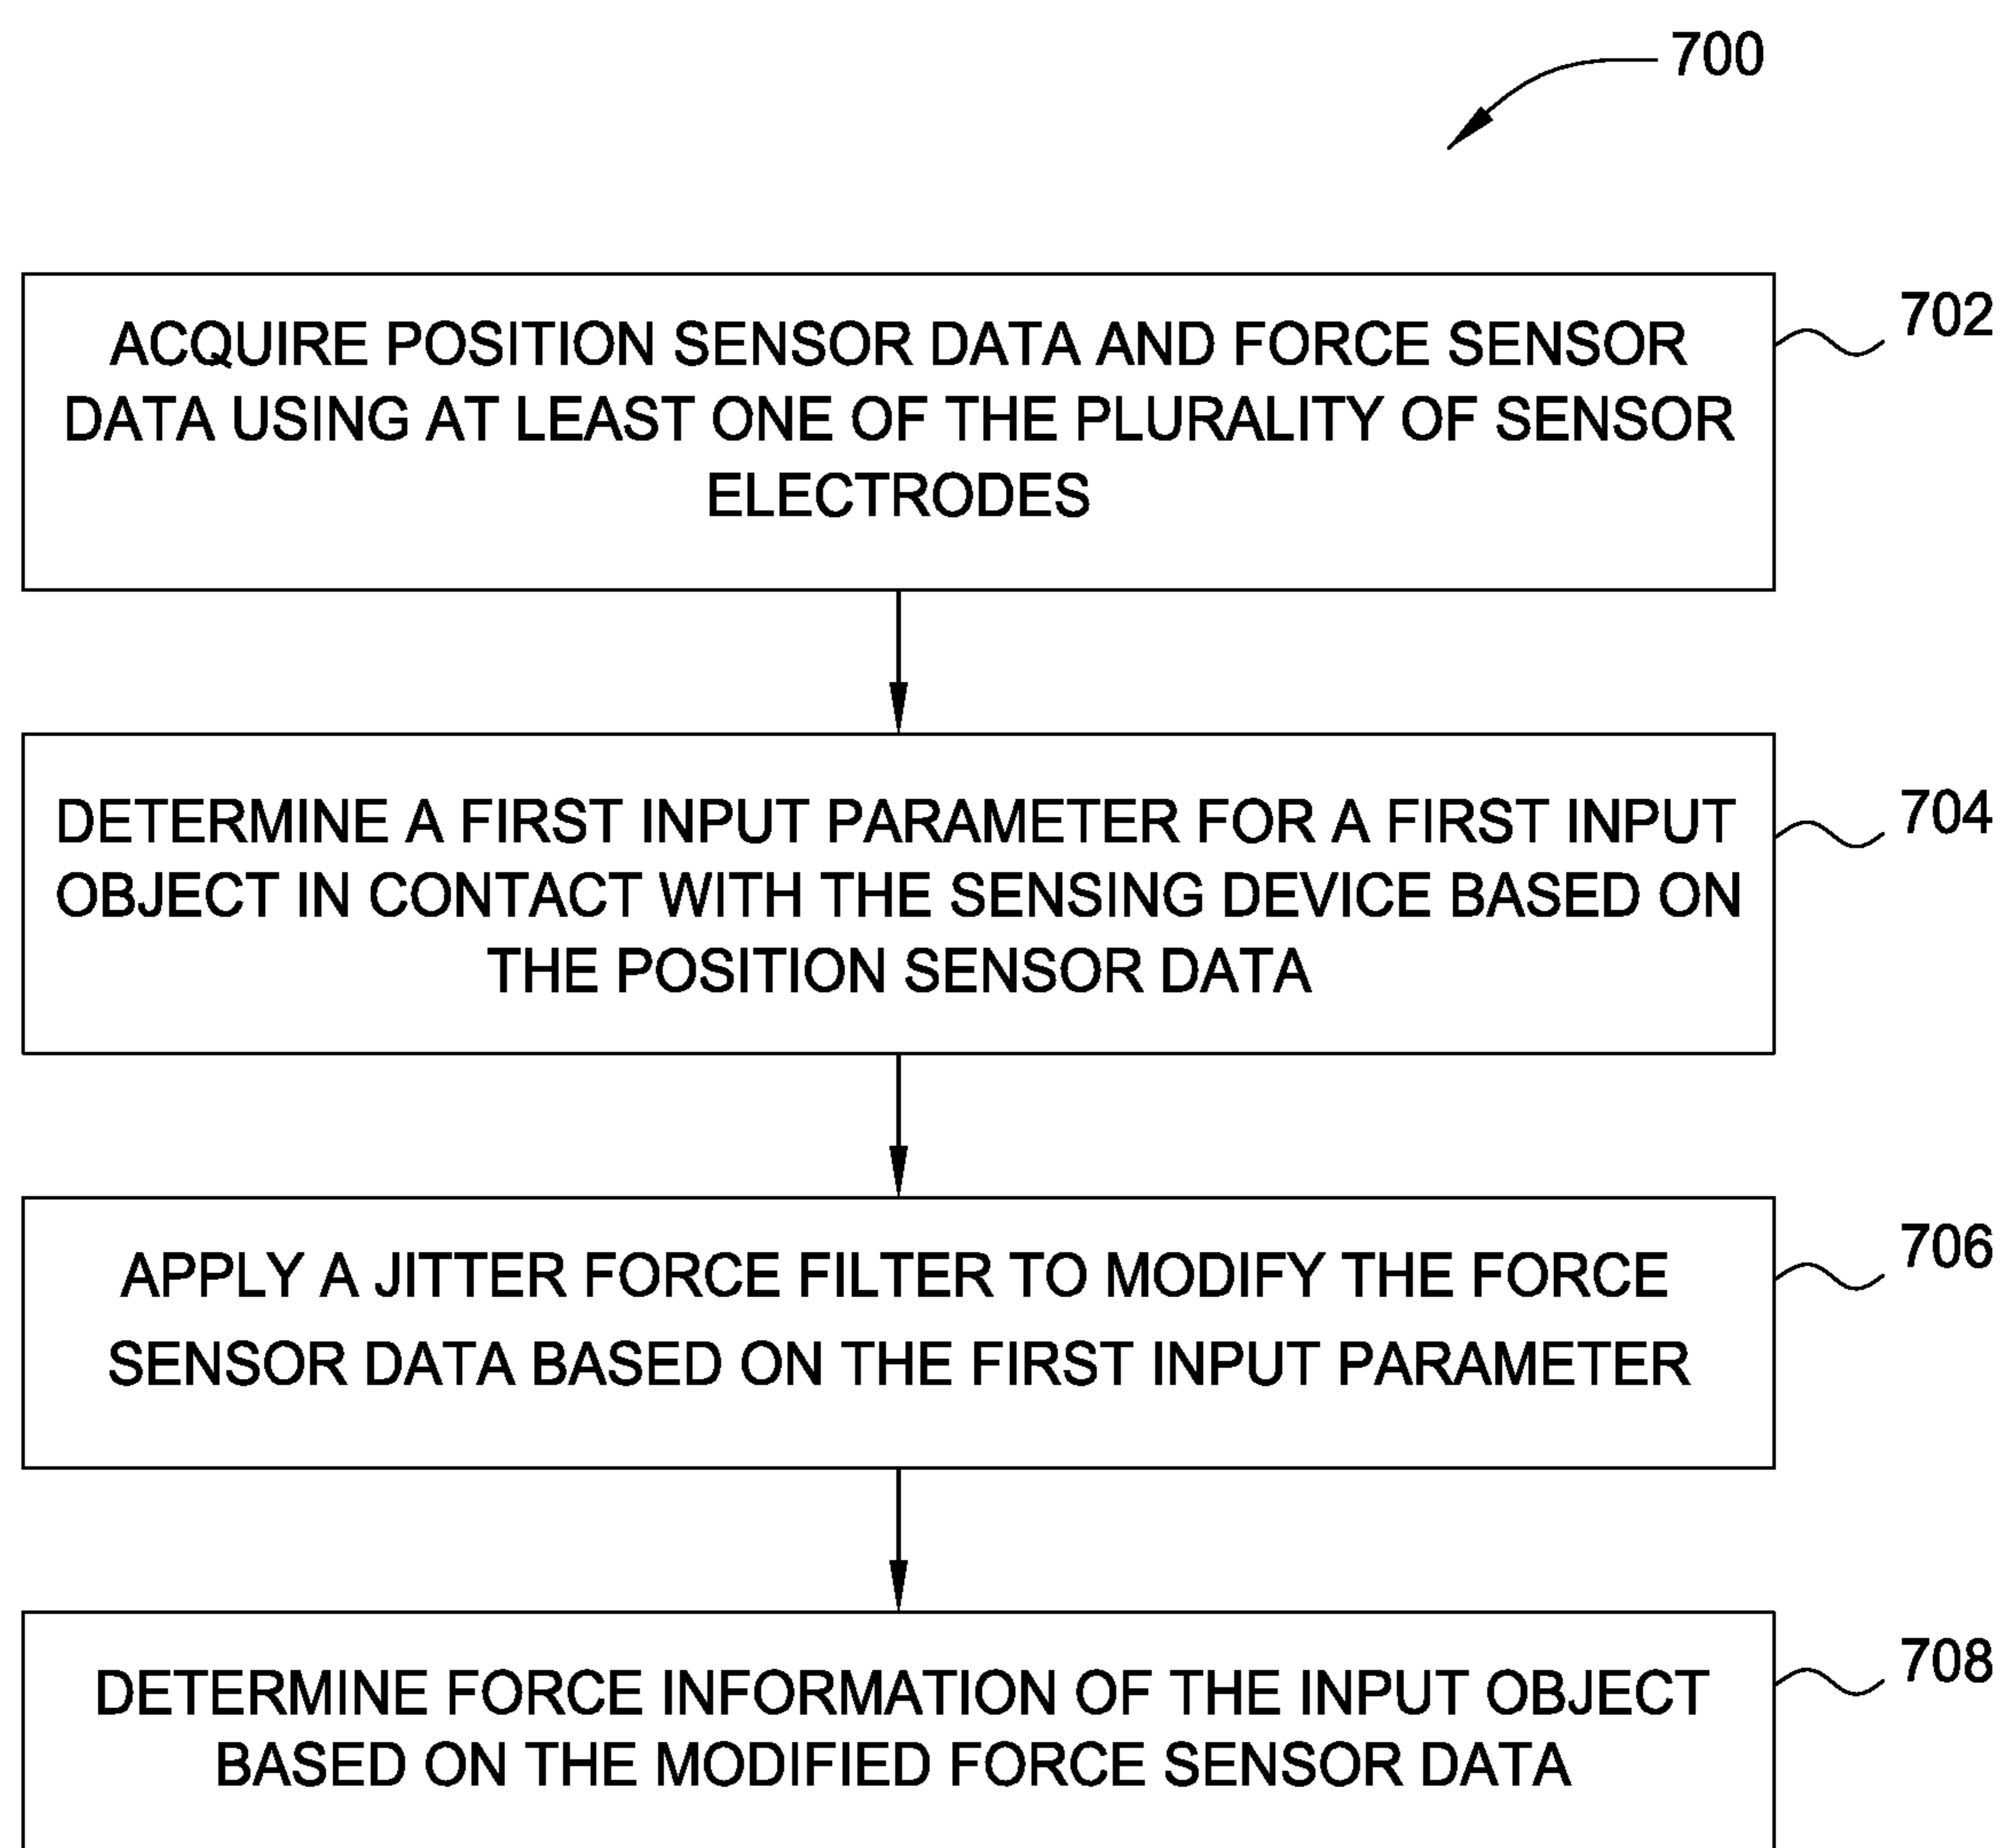 700
ACQUIRE POSITION SENSOR DATA AND FORCE SENSOR
DATA USING AT LEAST ONE OF THE PLURALITY OF SENSOR
ELECTRODES
702
DETERMINE A FIRST INPUT PARAMETER FOR A FIRST INPUT
OBJECT IN CONTACT WITH THE SENSING DEVICE BASED ON
THE POSITION SENSOR DATA
704
APPLY A JITTER FORCE FILTER TO MODIFY THE FORCE
SENSOR DATA BASED ON THE FIRST INPUT PARAMETER
706
DETERMINE FORCE INFORMATION OF THE INPUT OBJECT
BASED ON THE MODIFIED FORCE SENSOR DATA
708